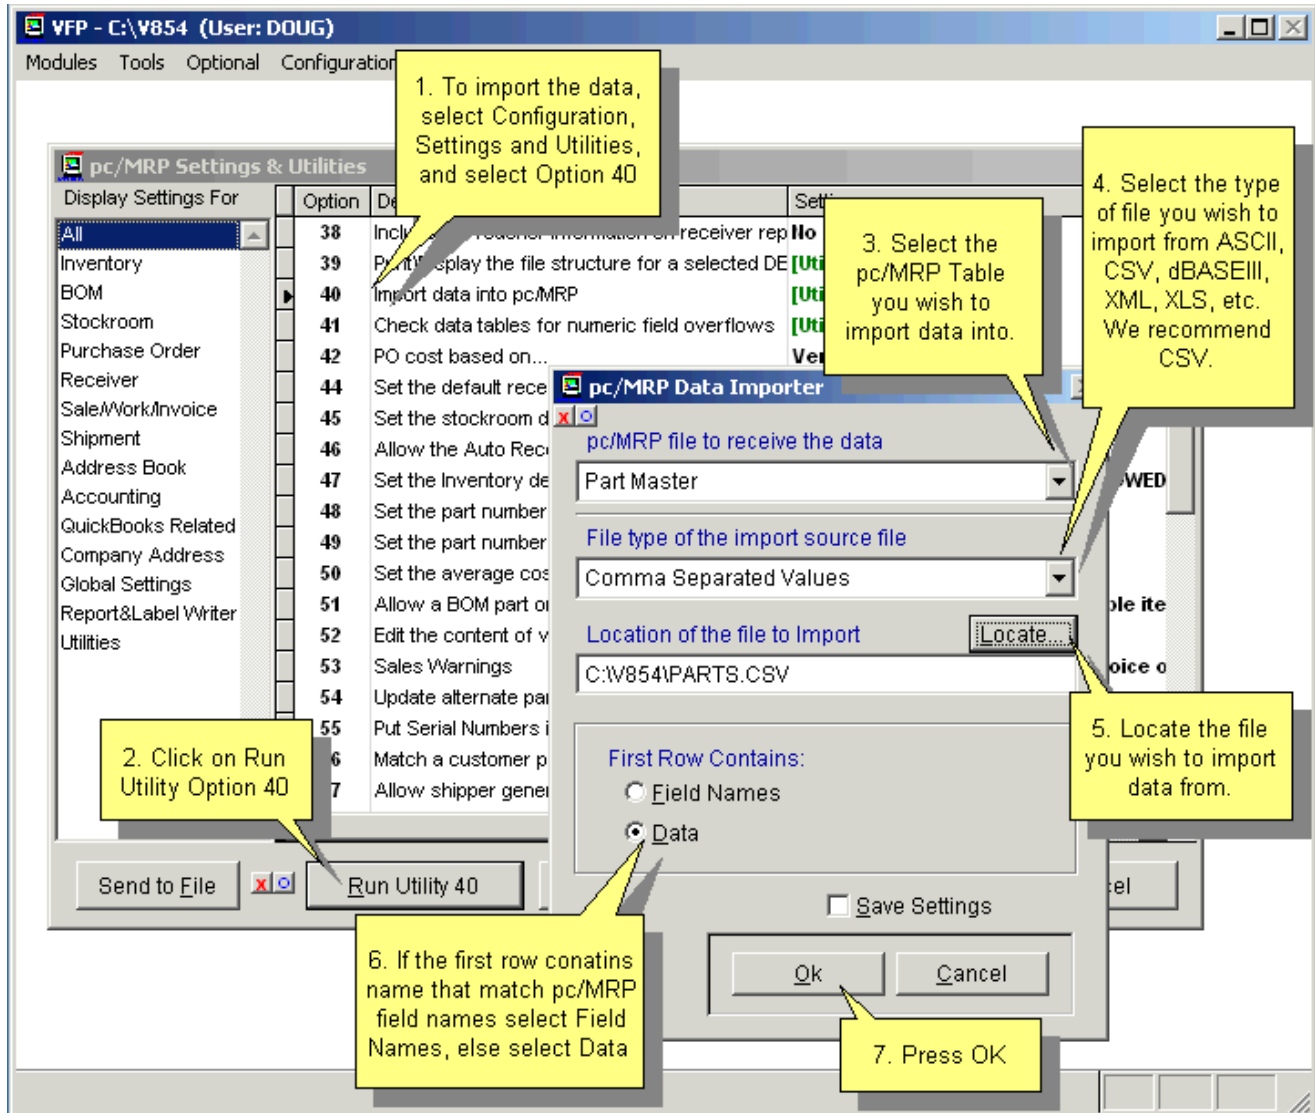 VFP - C:\V854 (User: DOUG)
Modules Tools Optional
1. To import the data,
select Configuration,
Settings and Utilities,
and select Option 40
pc/MRP Settings & Utilities
Display Settings For
All
Inventory
BOM
Stockroom
Purchase Order
Receiver
Sale/Work/Invoice
Shipment
Address Book
Accounting
QuickBooks Related
Company Address
Global Settings
Report&Label Writer
Utilities
Option
38 information on receiver rep No
39 Print\Display the file structure for a selected
40 Import data into pc/MRP
41 Check data tables for numeric field overflows
42 PO cost based on...
44 Set the default
45 Set the stockroom
46 Allow the Auto
47 Set the Inventory
48 Set the part number
49 Set the part number
50 Set the average
51 Allow a BOM part
52 Edit the content of
53 Sales Warnings
54 Update alternate
55 Put Serial Numbers
Match a customer
Allow shipper
3. Select the
pc/MRP Table
you wish to
import data into.
4. Select the type
of file you wish to
import from ASCII,
CSV, dBASEIII,
XML, XLS, etc.
We recommend
CSV.
pc/MRP Data Importer
pc/MRP file to receive the data
Part Master
File type of the import source file
Comma Separated Values
Location of the file to Import
Locate...
C:\V854\PARTS.CSV
First Row Contains:
Field Names
Data
Save Settings
Ok
Cancel
2. Click on Run
Utility Option 40
5. Locate the file
you wish to import
data from.
Send to File
Run Utility 40
6. If the first row conatins
name that match pc/MRP
field names select Field
Names, else select Data
7. Press OK